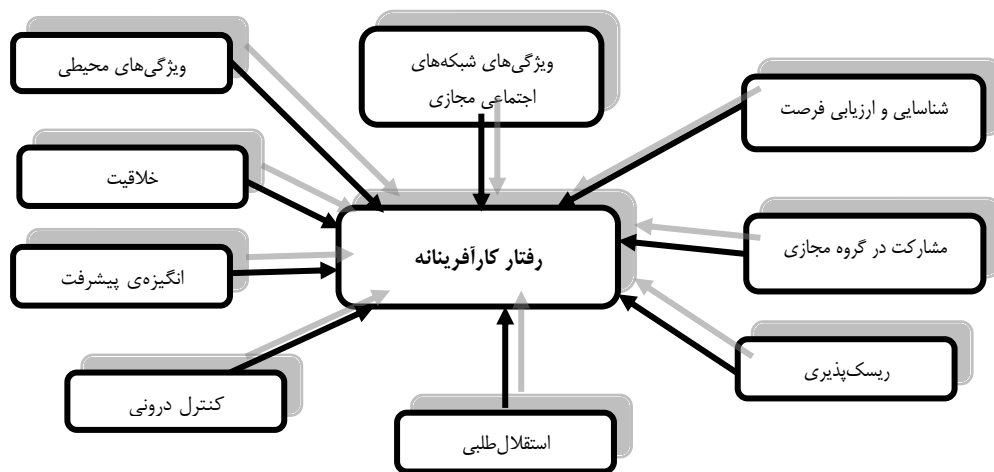 ویژگی‌های شبکه‌های
اجتماعی مجازی
ویژگی‌های محیطی
شناسایی و ارزیابی فرصت
خلاقیت
مشارکت در گروه مجازی
رفتار کارآفرینانه
انگیزه‌ی پیشرفت
ریسک‌پذیری
کنترل درونی
استقلال‌طلبی